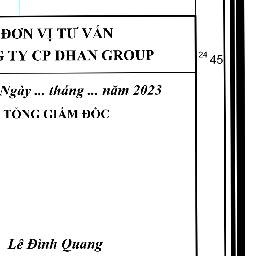 ĐƠN VỊ TƯ VẤN
TY CP DHAN GROUP
Ngày ... tháng ... năm 2023
TỔNG GIÁM ĐỐC
Lê Đình Quang
24 45